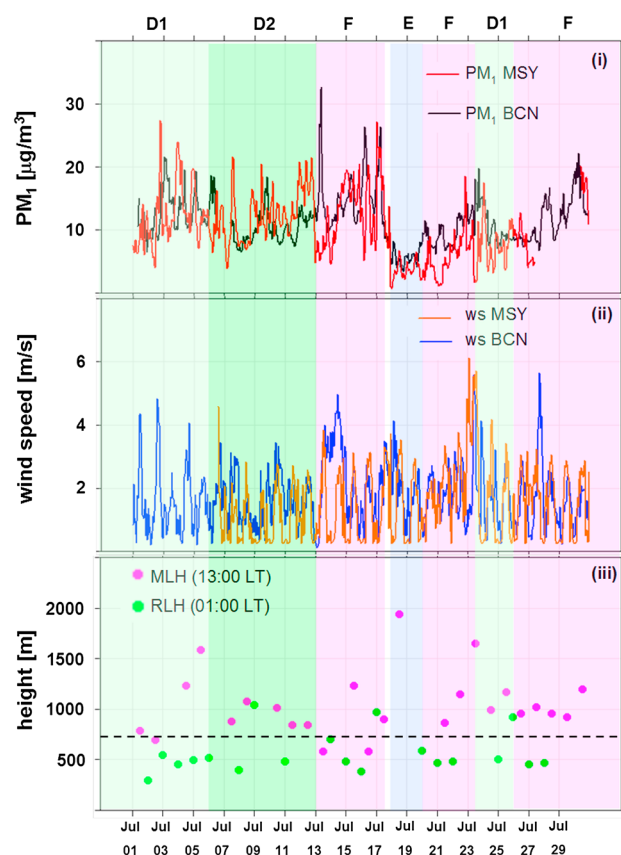 D1 D2 F E F D1 F
(i)
PM1 MSY
PM1 BCN
PM1 [µg/m³]
30
20
10
(ii)
ws MSY
ws BCN
wind speed [m/s]
6
4
2
(iii)
MLH (13:00 LT)
RLH (01:00 LT)
height [m]
2000
1500
1000
500
Jul Jul Jul Jul Jul Jul Jul Jul Jul Jul Jul Jul Jul Jul Jul
01 03 05 07 09 11 13 15 17 19 21 23 25 27 29